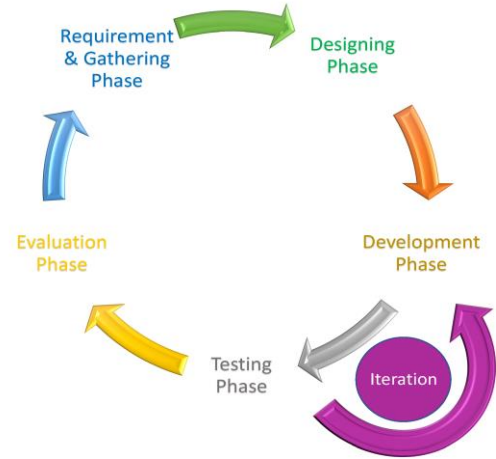 Requirement
& Gathering
Phase
Designing
Phase
Development
Phase
Iteration
Testing
Phase
Evaluation
Phase